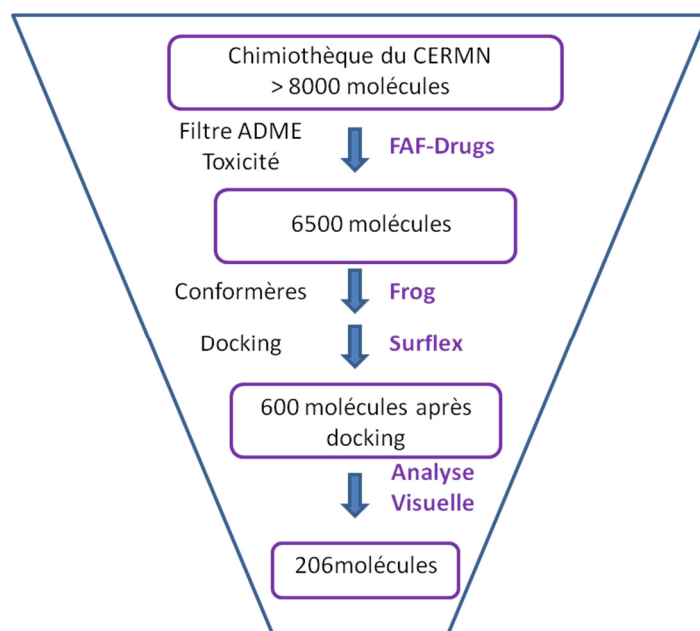 Chimiothèque du CERMN
> 8000 molécules
Filtre ADME
Toxicité
FAF-Drugs
6500 molécules
Conformères
Frog
Docking
Surflex
600 molécules après
docking
Analyse
Visuelle
206molécules